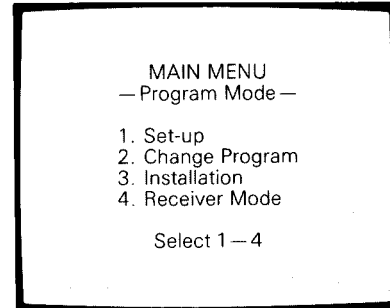 MAIN MENU
—Program Mode—
1. Set-up
2. Change Program
3. Installation
4. Receiver Mode
Select 1—4